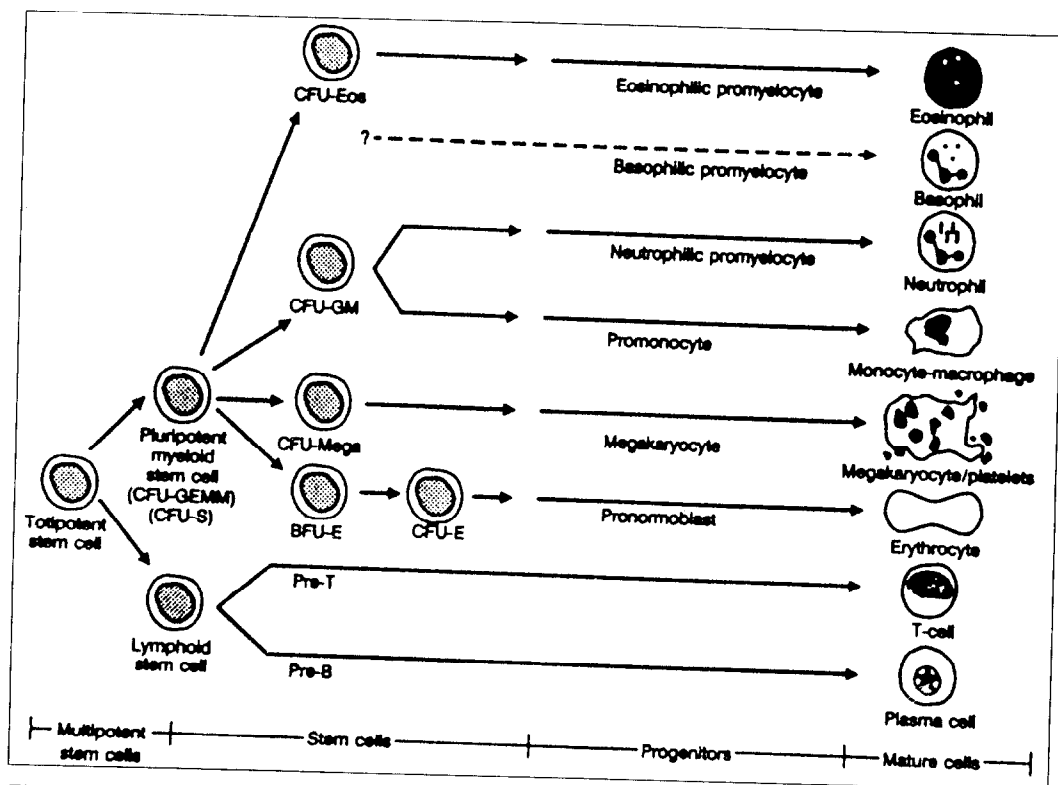 CFU-Eos
Eosinophilic promyelocyte
Eosinophil
?
Basophilic promyelocyte
Basophil
CFU-GM
Neutrophilic promyelocyte
Neutrophil
Promonocyte
Monocyte-macrophage
Pluripotent
myeloid
stem cell
(CFU-GEMM)
(CFU-S)
CFU-Mega
Megakaryocyte
Megakaryocyte/platelets
Totipotent
stem cell
BFU-E
CFU-E
Pronormoblast
Erythrocyte
Lymphoid
stem cell
Pre-T
T-cell
Pre-B
Plasma cell
Multipotent
stem cells
Stem cells
Progenitors
Mature cells